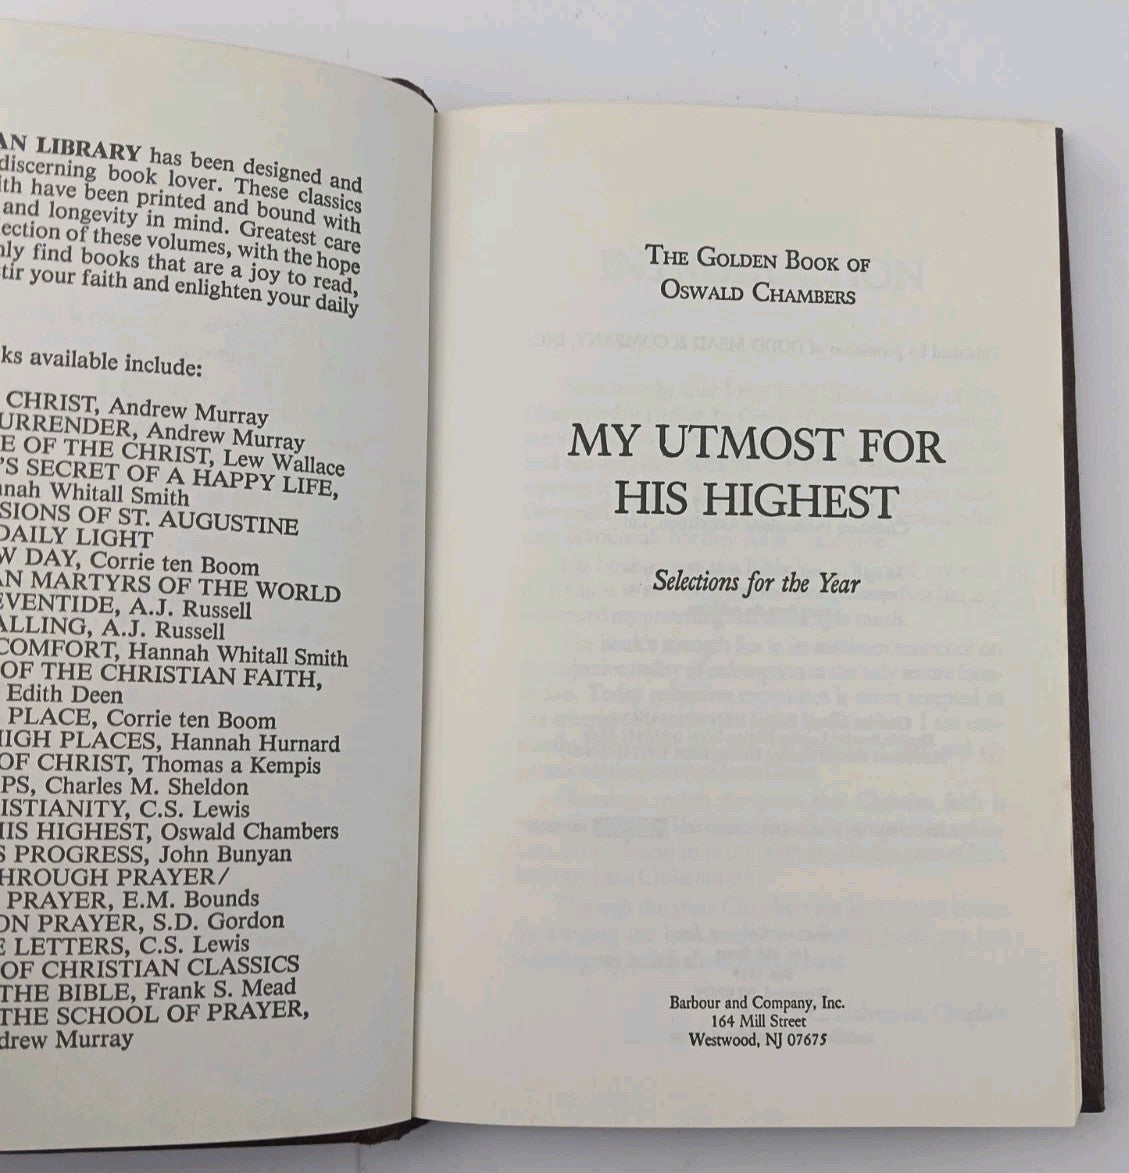 AN LIBRARY has been designed and
discerning book lover. These classics
ith have been printed and bound with
and longevity in mind. Greatest care
ection of these volumes, with the hope
nly find books that are a joy to read,
tir your faith and enlighten your daily
ks available include:
CHRIST, Andrew Murray
URRENDER, Andrew Murray
E OF THE CHRIST, Lew Wallace
'S SECRET OF A HAPPY LIFE,
nnah Whitall Smith
SIONS OF ST. AUGUSTINE
DAILY LIGHT
W DAY, Corrie ten Boom
AN MARTYRS OF THE WORLD
EVENTIDE, A.J. Russell
ALLING, A.J. Russell
COMFORT, Hannah Whitall Smith
OF THE CHRISTIAN FAITH,
Edith Deen
PLACE, Corrie ten Boom
HIGH PLACES, Hannah Hurnard
OF CHRIST, Thomas a Kempis
PS, Charles M. Sheldon
ISTIANITY, C.S. Lewis
HIS HIGHEST, Oswald Chambers
S PROGRESS, John Bunyan
HROUGH PRAYER/
PRAYER, E.M. Bounds
ON PRAYER, S.D. Gordon
E LETTERS, C.S. Lewis
OF CHRISTIAN CLASSICS
THE BIBLE, Frank S. Mead
THE SCHOOL OF PRAYER,
drew Murray
THE GOLDEN BOOK OF
OSWALD CHAMBERS
MY UTMOST FOR
HIS HIGHEST
Selections for the Year
Barbour and Company, Inc.
164 Mill Street
Westwood, NJ 07675